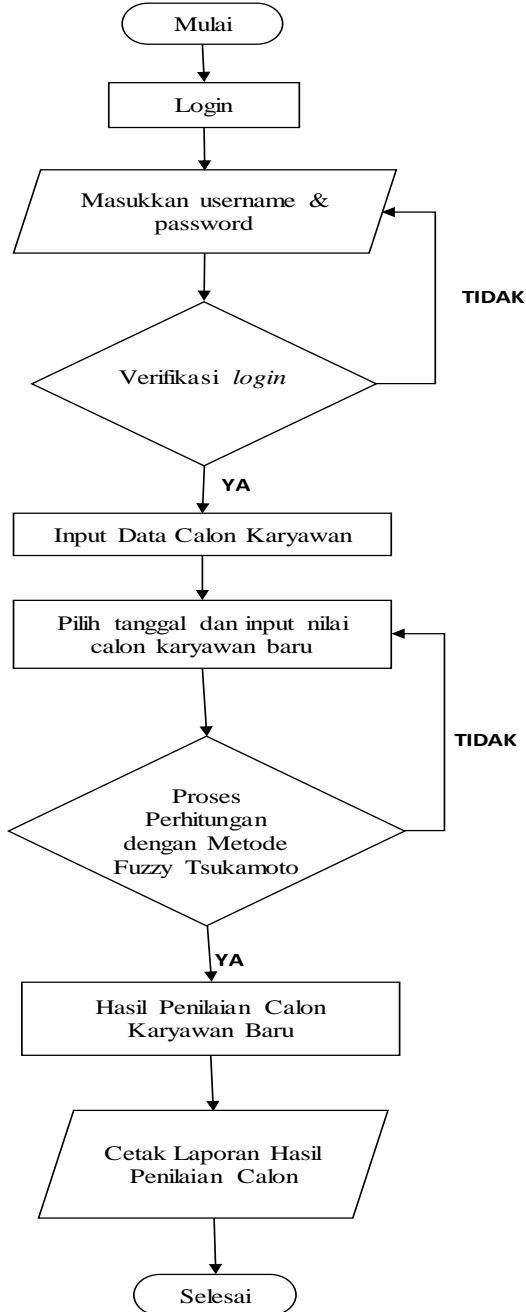 Mulai
Login
Masukkan username &
password
TIDAK
Verifikasi login
YA
Input Data Calon Karyawan
Pilih tanggal dan input nilai
calon karyawan baru
TIDAK
Proses
Perhitungan
dengan Metode
Fuzzy Tsukamoto
YA
Hasil Penilaian Calon
Karyawan Baru
Cetak Laporan Hasil
Penilaian Calon
Selesai